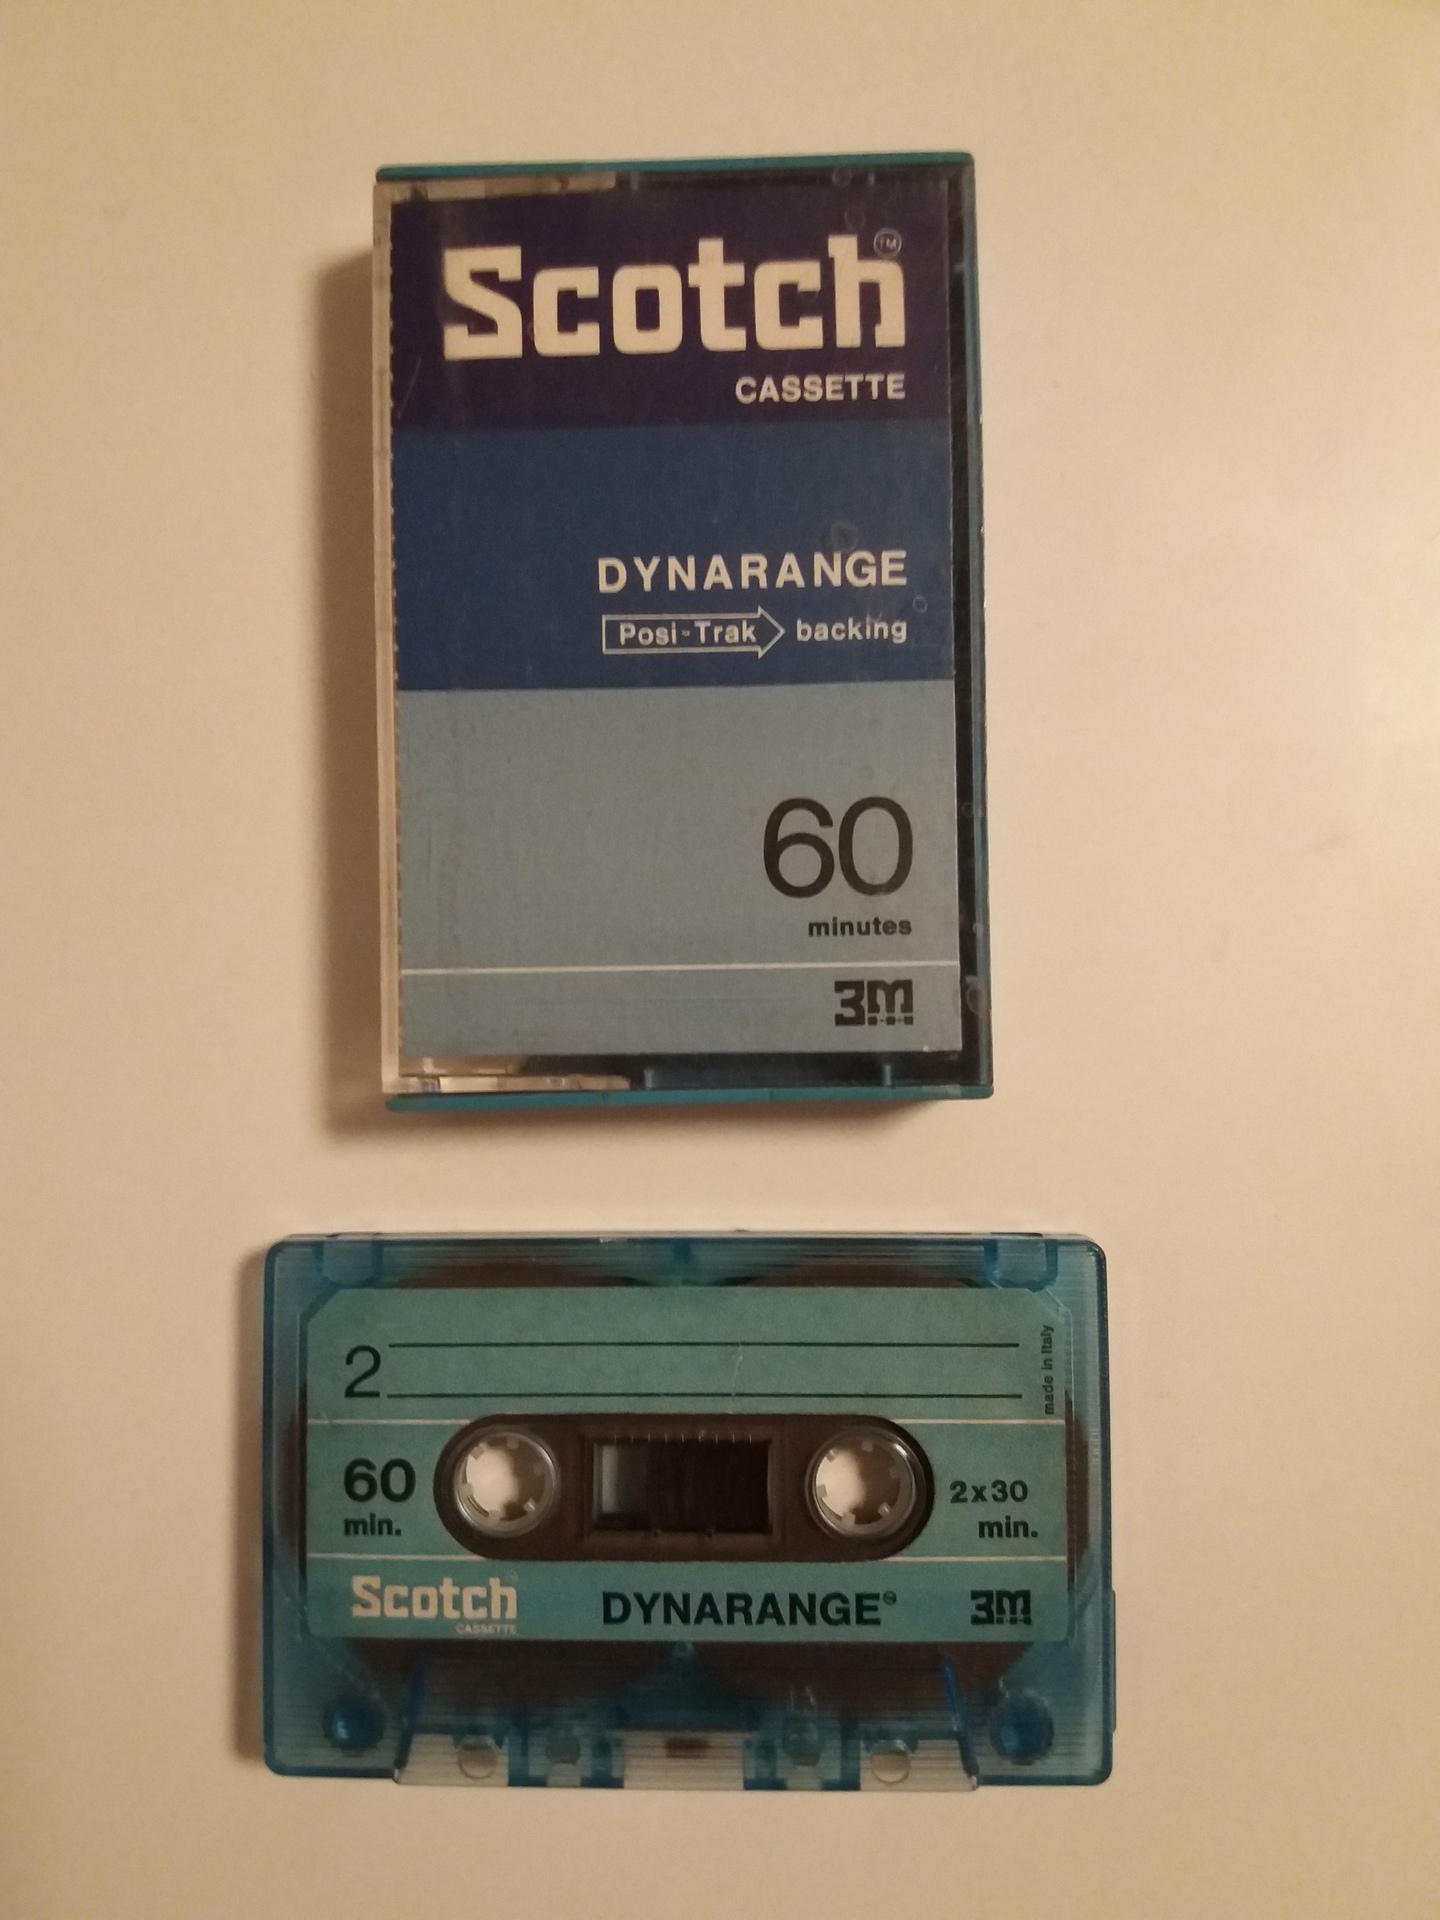 Scotch™
CASSETTE
DYNARANGE
Posi-Trak backing
60
minutes
3M
2
made in Italy
60
min.
2x30
min.
Scotch
CASSETTE
DYNARANGE
3M